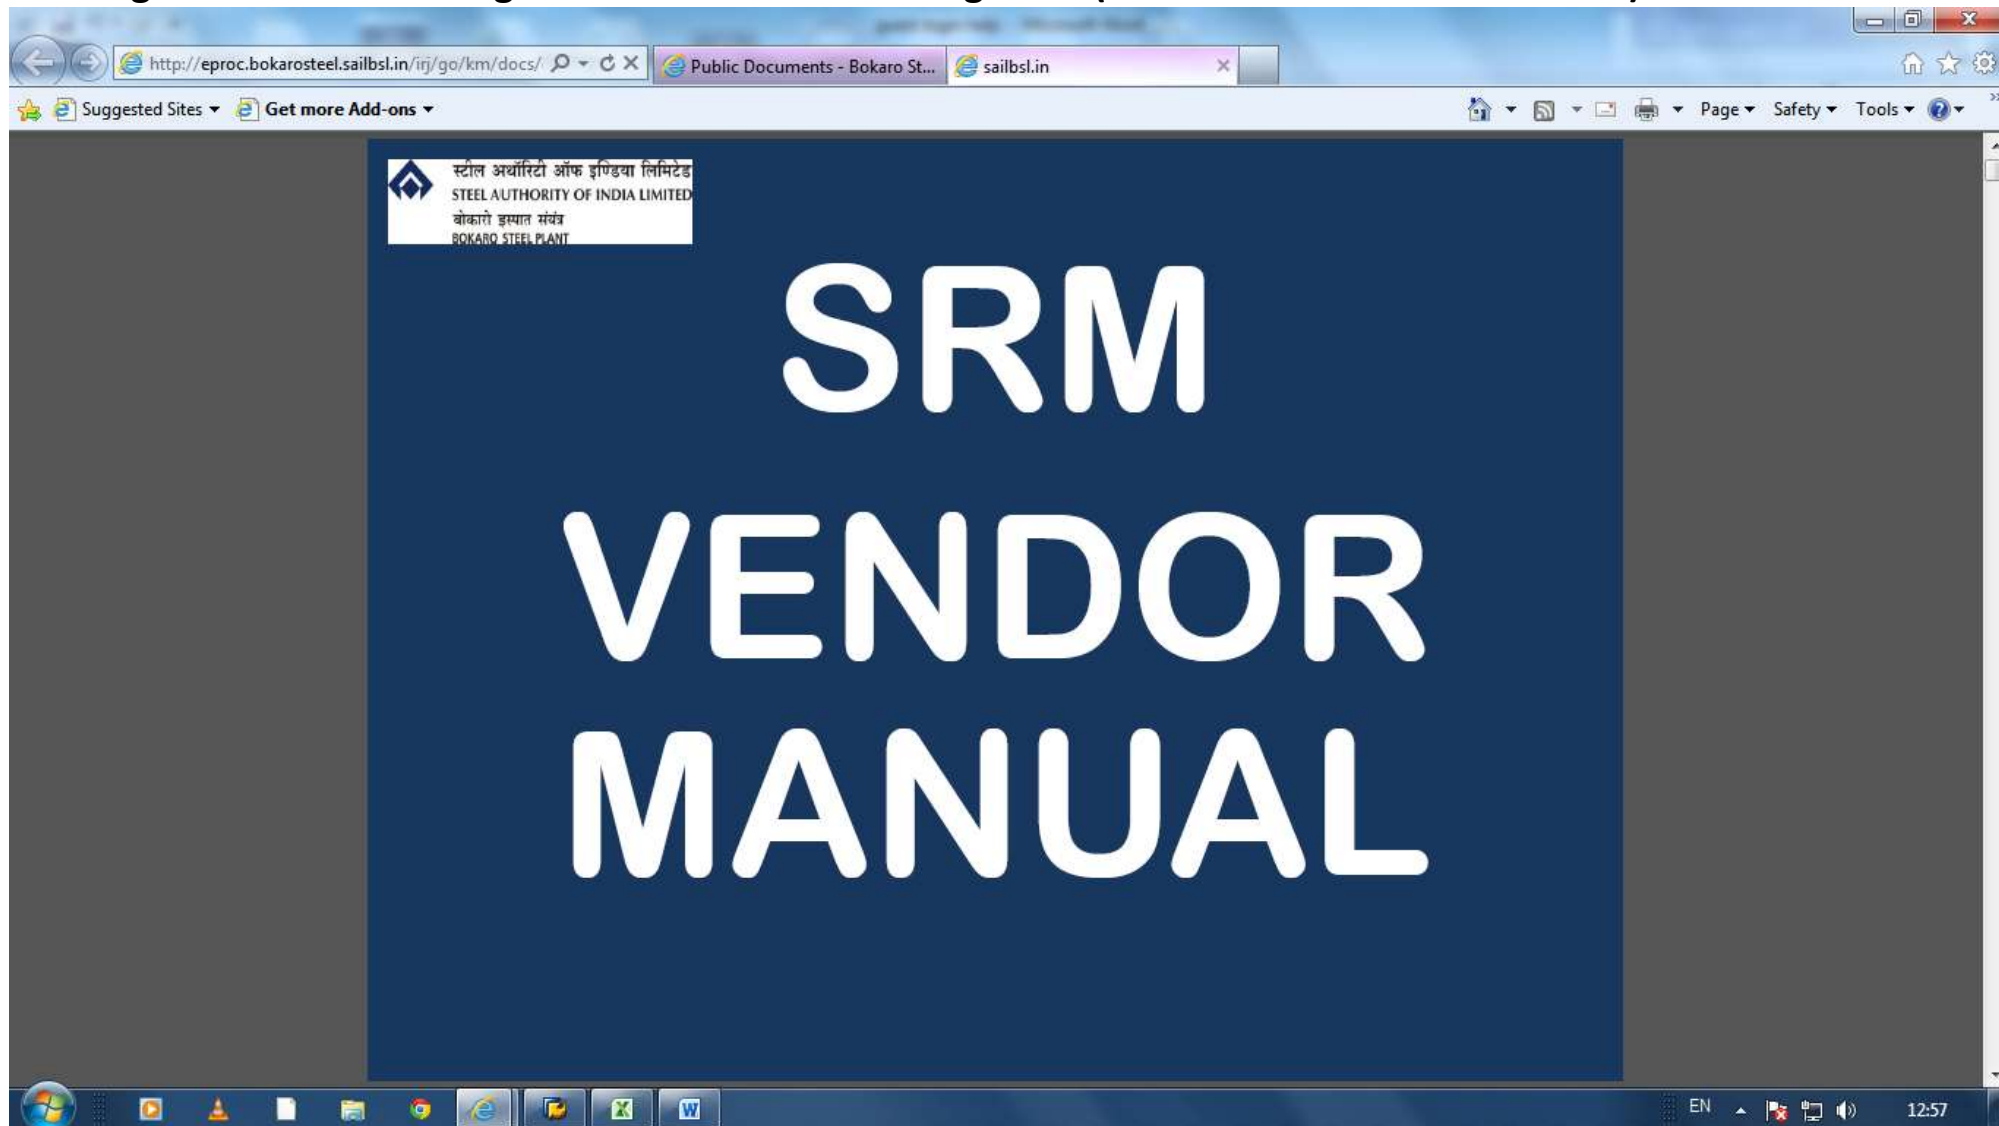 http://eproc.bokarosteel.sailbsl.in/irj/go/km/docs/
Public Documents - Bokaro St...
sailbsl.in
Suggested Sites
Get more Add-ons
Page
Safety
Tools
स्टील अथॉरिटी ऑफ इण्डिया लिमिटेड
STEEL AUTHORITY OF INDIA LIMITED
बोकारो इस्पात संयंत्र
BOKARO STEEL PLANT
SRM
VENDOR
MANUAL
EN
12:57